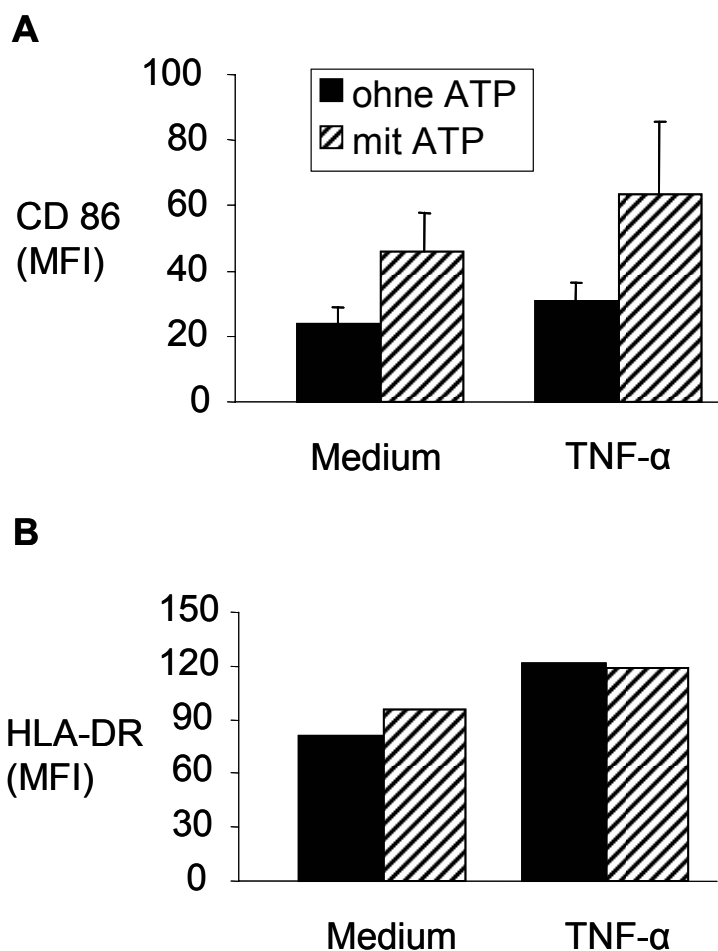 A
100
80
60
40
20
0
CD 86
(MFI)
ohne ATP
mit ATP
Medium
TNF-α
B
150
120
90
60
30
0
HLA-DR
(MFI)
Medium
TNF-α